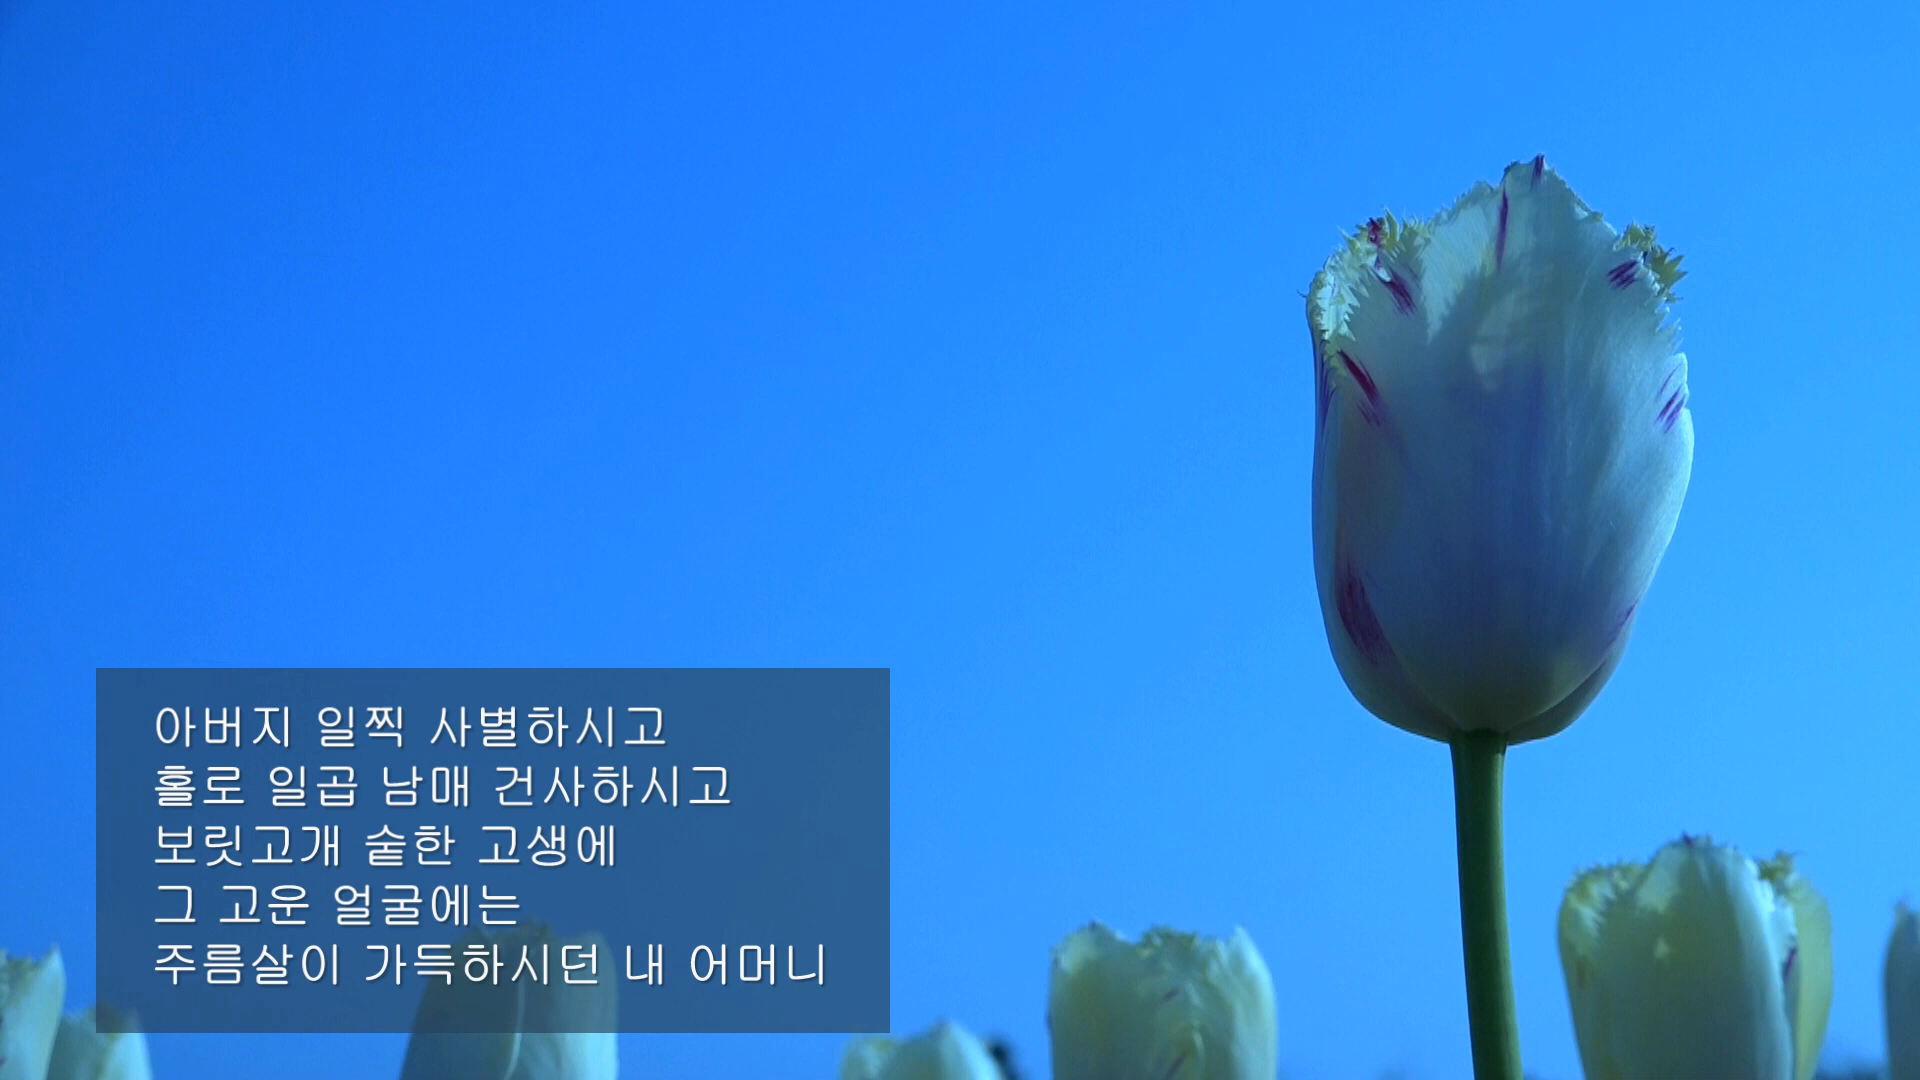 아버지 일찍 사별하시고
홀로 일곱 남매 건사하시고
보릿고개 숱한 고생에
그 고운 얼굴에는
주름살이 가득하시던 내 어머니